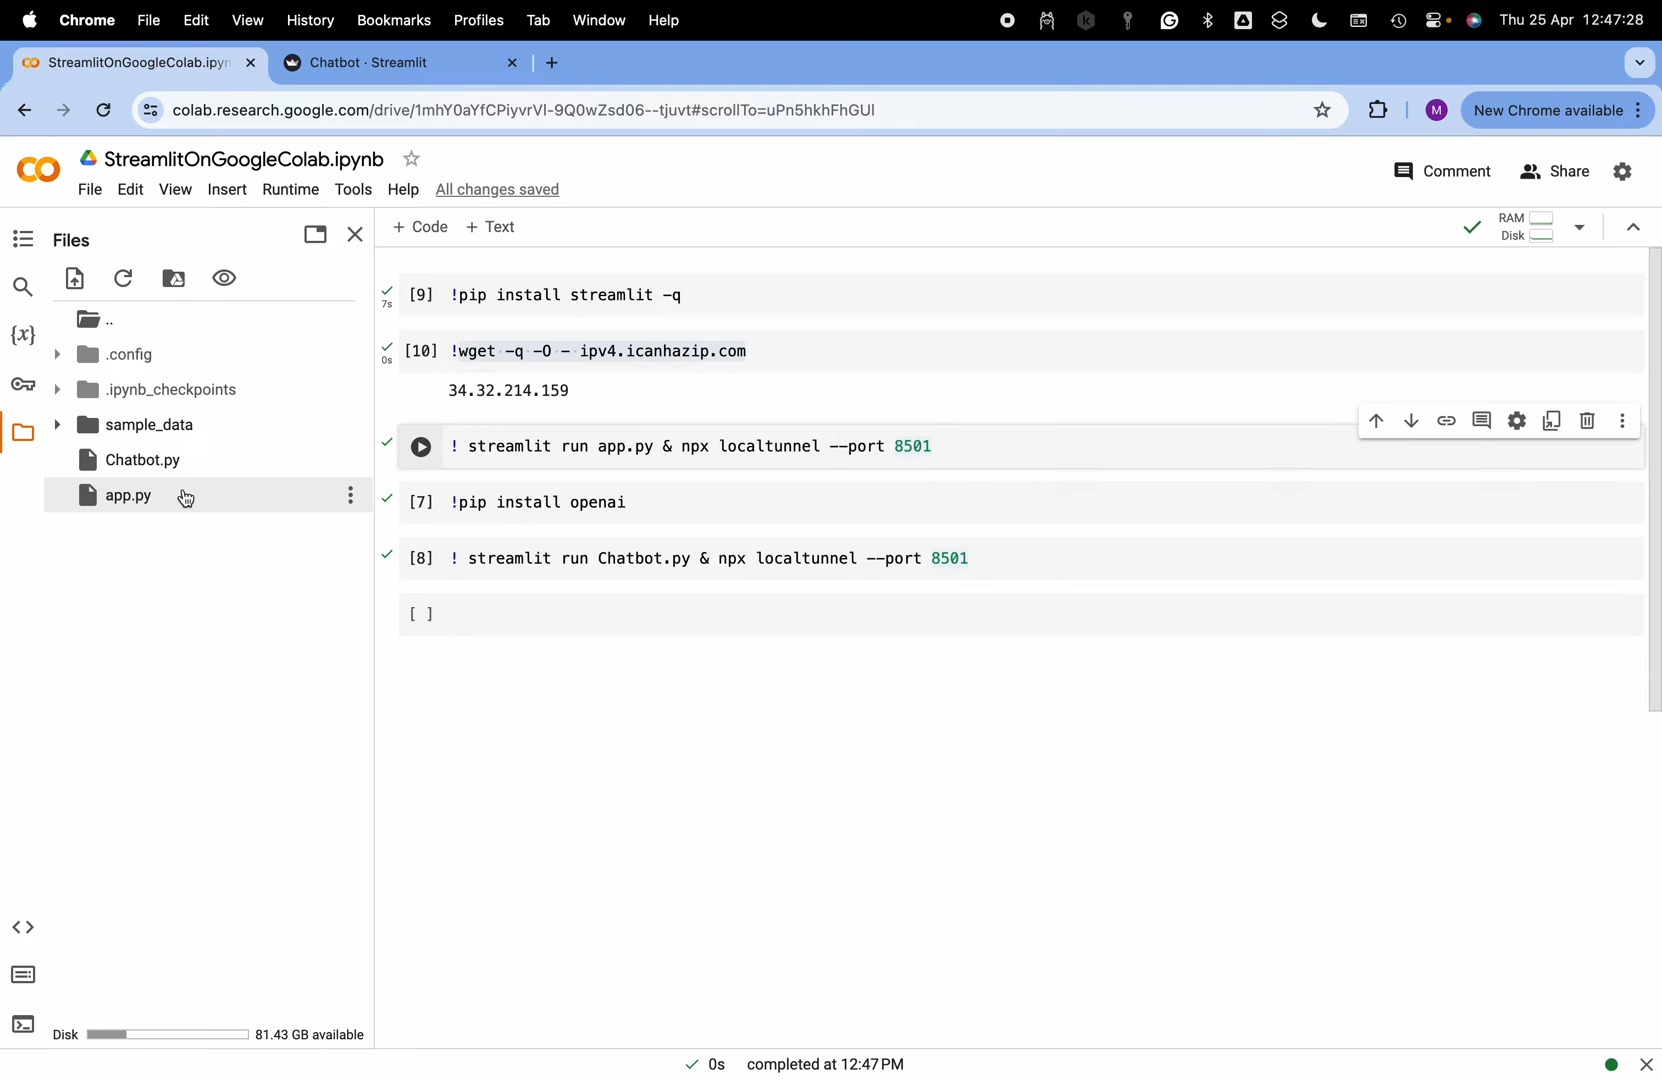 Chrome File Edit View History Bookmarks Profiles Tab Window Help Thu 25 Apr 12:47:28
StreamlitOnGoogleColab.ipyn Chatbot · Streamlit
colab.research.google.com/drive/1mhY0aYfCPiyvrVl-9Q0wZsd06--tjuvt#scrollTo=uPn5hkhFhGUl M New Chrome available
StreamlitOnGoogleColab.ipynb
File Edit View Insert Runtime Tools Help All changes saved
Comment Share
Files
+ Code + Text
RAM
Disk
[9] !pip install streamlit -q
7s
..
.config
[10] !wget -q -O - ipv4.icanhazip.com
0s
34.32.214.159
.ipynb_checkpoints
sample_data
Chatbot.py
! streamlit run app.py & npx localtunnel --port 8501
app.py
[7] !pip install openai
[8] ! streamlit run Chatbot.py & npx localtunnel --port 8501
[ ]
{x}
<>
Disk 81.43 GB available
0s completed at 12:47 PM